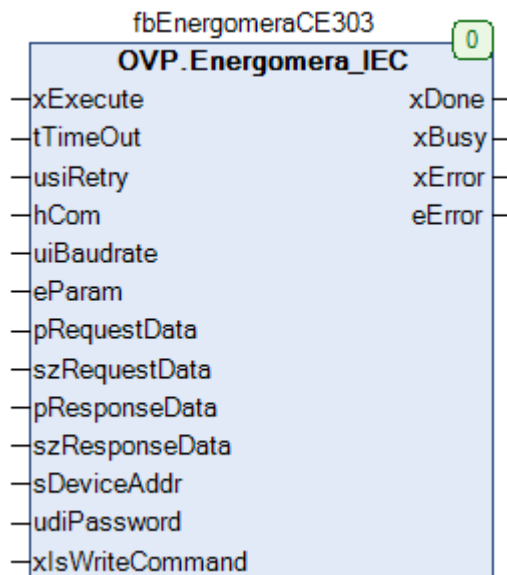 fbEnergomeraCE303
0
OVP.Energomera_IEC
xExecute xDone
tTimeOut xBusy
usiRetry xError
hCom eError
uiBaudrate
eParam
pRequestData
szRequestData
pResponseData
szResponseData
sDeviceAddr
udiPassword
xIsWriteCommand